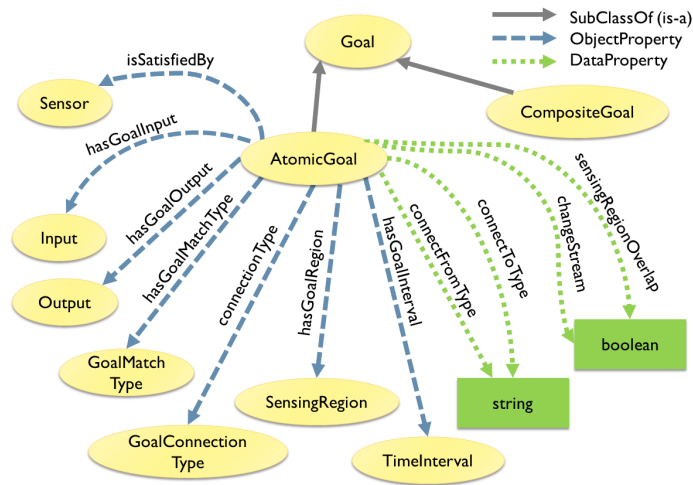 SubClassOf (is-a)
ObjectProperty
DataProperty
Goal
isSatisfiedBy
Sensor
CompositeGoal
hasGoalInput
AtomicGoal
hasGoalOutput
hasGoalMatchType
connectionType
hasGoalRegion
hasGoalInterval
connectFromType
connectToType
changeStream
sensingRegionOverlap
Input
Output
boolean
GoalMatch
Type
SensingRegion
string
GoalConnection
Type
TimeInterval